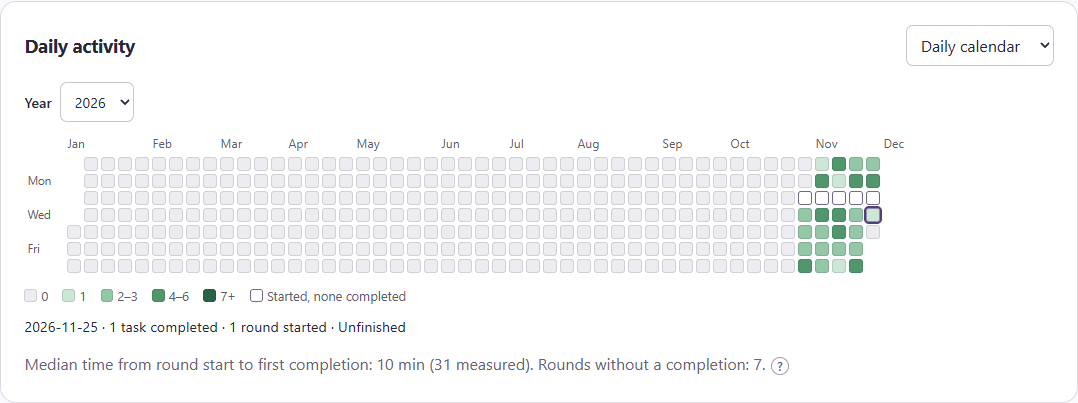 Daily activity
Daily calendar
Year 2026
Jan Feb Mar Apr May Jun Jul Aug Sep Oct Nov Dec
Mon
Wed
Fri
0 1 2–3 4–6 7+ Started, none completed
2026-11-25 · 1 task completed · 1 round started · Unfinished
Median time from round start to first completion: 10 min (31 measured). Rounds without a completion: 7. ?